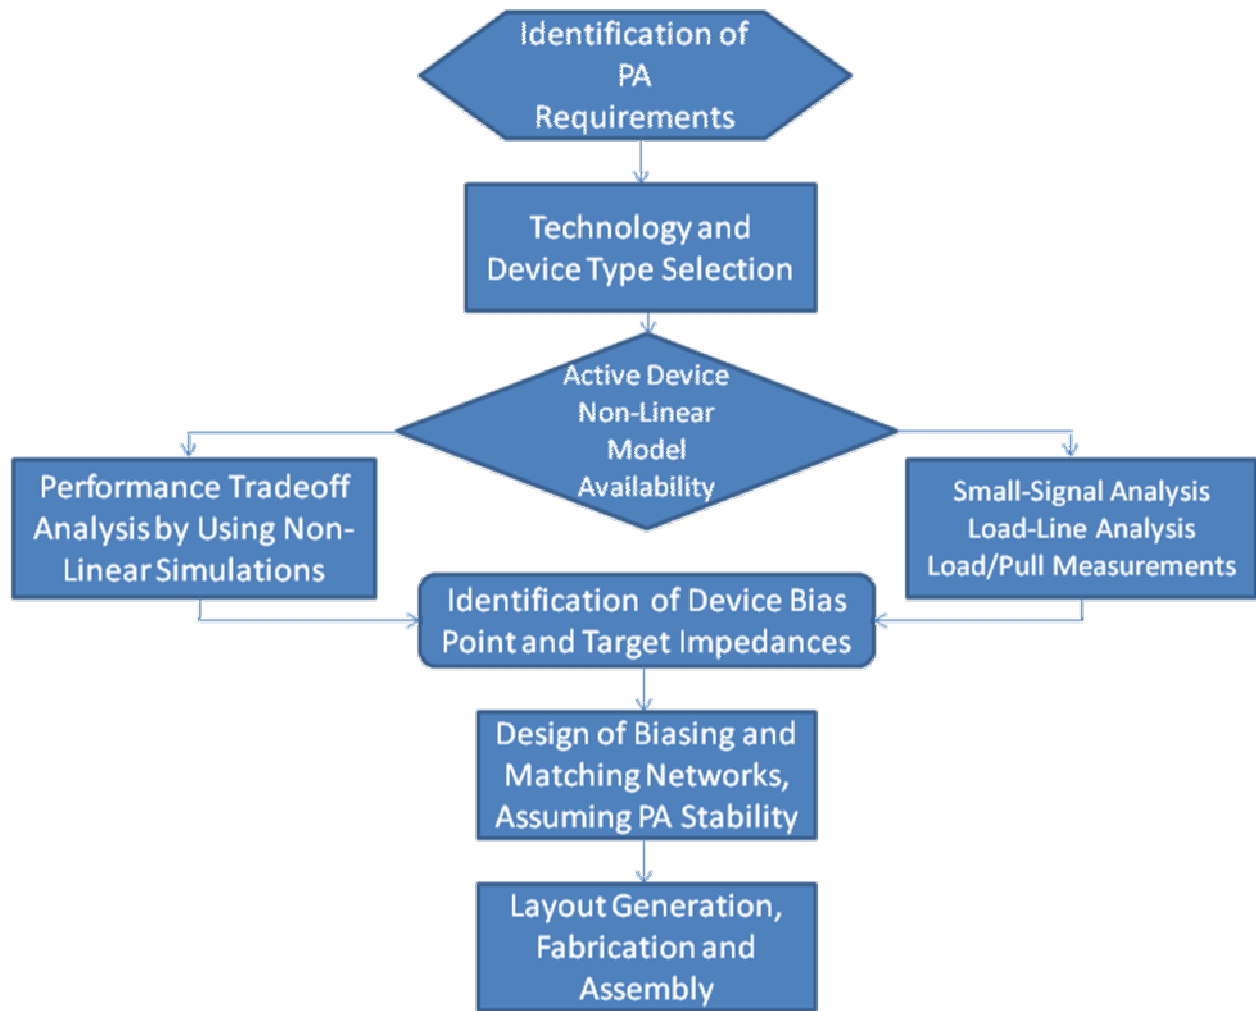 Identification of
PA
Requirements
Technology and
Device Type Selection
Active Device
Non-Linear
Model
Availability
Performance Tradeoff
Analysis by Using Non-
Linear Simulations
Small-Signal Analysis
Load-Line Analysis
Load/Pull Measurements
Identification of Device Bias
Point and Target Impedances
Design of Biasing and
Matching Networks,
Assuming PA Stability
Layout Generation,
Fabrication and
Assembly